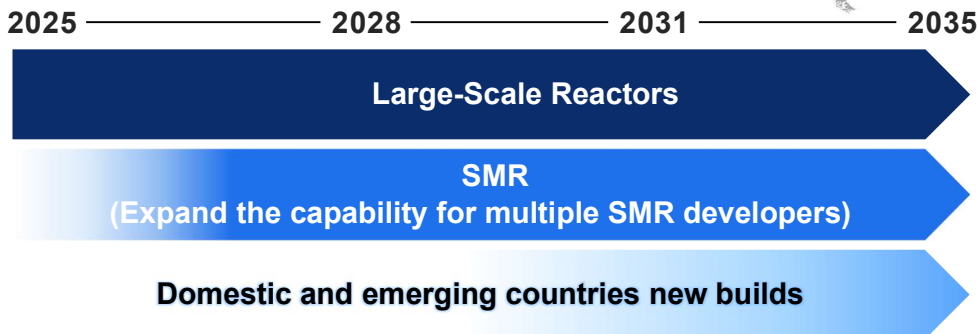 2025 2028 2031 2035
Large-Scale Reactors
SMR
(Expand the capability for multiple SMR developers)
Domestic and emerging countries new builds